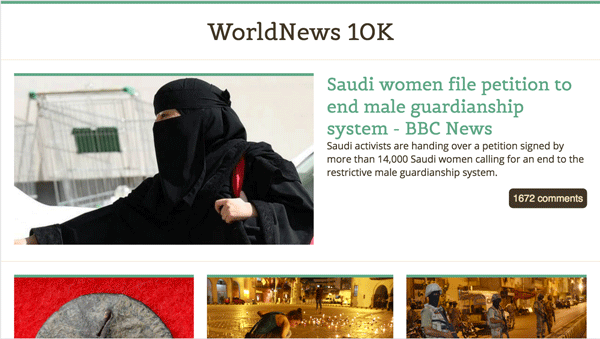 WorldNews 10K
Saudi women file petition to
end male guardianship
system - BBC News
Saudi activists are handing over a petition signed by
more than 14,000 Saudi women calling for an end to the
restrictive male guardianship system.
1672 comments